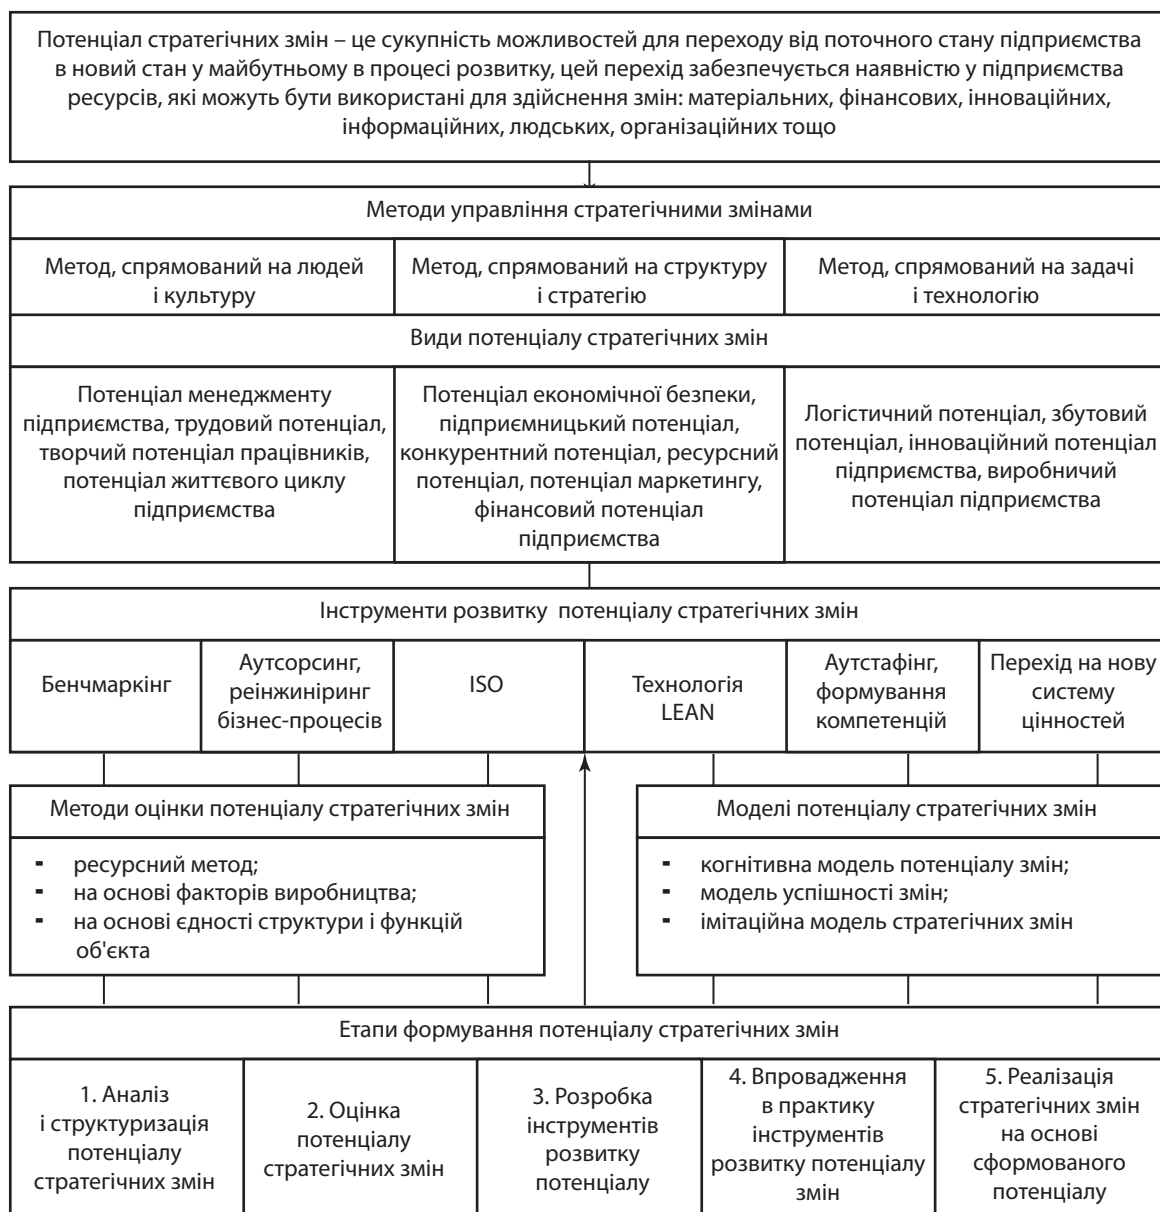 Потенціал стратегічних змін – це сукупність можливостей для переходу від поточного стану підприємства
в новий стан у майбутньому в процесі розвитку, цей перехід забезпечується наявністю у підприємства
ресурсів, які можуть бути використані для здійснення змін: матеріальних, фінансових, інноваційних,
інформаційних, людських, організаційних тощо
Методи управління стратегічними змінами
Метод, спрямований на людей
і культуру
Метод, спрямований на структуру
і стратегію
Метод, спрямований на задачі
і технологію
Види потенціалу стратегічних змін
Потенціал менеджменту
підприємства, трудовий потенціал,
творчий потенціал працівників,
потенціал життєвого циклу
підприємства
Потенціал економічної безпеки,
підприємницький потенціал,
конкурентний потенціал, ресурсний
потенціал, потенціал маркетингу,
фінансовий потенціал
підприємства
Логістичний потенціал, збутовий
потенціал, інноваційний потенціал
підприємства, виробничий
потенціал підприємства
Інструменти розвитку потенціалу стратегічних змін
Бенчмаркінг
Аутсорсинг,
реінжиніринг
бізнес-процесів
ISO
Технологія
LEAN
Аутстафінг,
формування
компетенцій
Перехід на нову
систему
цінностей
Методи оцінки потенціалу стратегічних змін
- ресурсний метод;
- на основі факторів виробництва;
- на основі єдності структури і функцій
об'єкта
Моделі потенціалу стратегічних змін
- когнітивна модель потенціалу змін;
- модель успішності змін;
- імітаційна модель стратегічних змін
Етапи формування потенціалу стратегічних змін
1. Аналіз
і структуризація
потенціалу
стратегічних змін
2. Оцінка
потенціалу
стратегічних змін
3. Розробка
інструментів
розвитку
потенціалу
4. Впровадження
в практику
інструментів
розвитку потенціалу
змін
5. Реалізація
стратегічних змін
на основі
сформованого
потенціалу